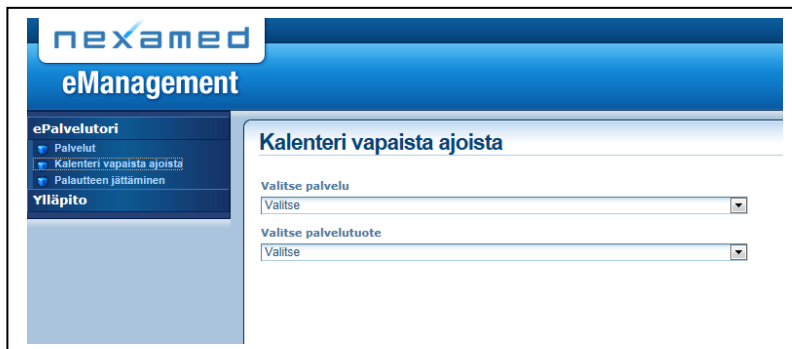 nexamed
eManagement
ePalvelutori
Palvelut
Kalenteri vapaista ajoista
Palautteen jättäminen
Ylläpito
Kalenteri vapaista ajoista
Valitse palvelu
Valitse
Valitse palvelutuote
Valitse